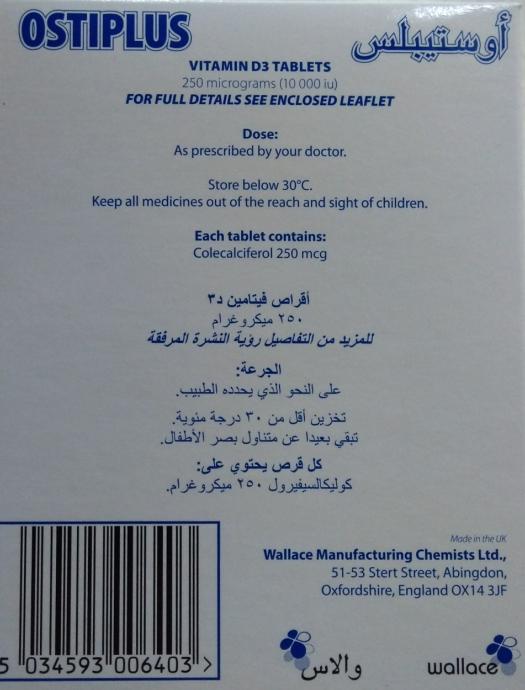 OSTIPLUS أوستيبلس
VITAMIN D3 TABLETS
250 micrograms (10 000 iu)
FOR FULL DETAILS SEE ENCLOSED LEAFLET
Dose:
As prescribed by your doctor.
Store below 30°C.
Keep all medicines out of the reach and sight of children.
Each tablet contains:
Colecalciferol 250 mcg
أقراص فيتامين د٣
٢٥٠ ميكروغرام
للمزيد من التفاصيل رؤية النشرة المرفقة
الجرعة:
على النحو الذي يحدده الطبيب.
تخزين أقل من ٣٠ درجة مئوية.
تبقي بعيدا عن متناول بصر الأطفال.
كل قرص يحتوي على:
كوليكالسيفيرول ٢٥٠ ميكروغرام.
Made in the UK
Wallace Manufacturing Chemists Ltd.,
51-53 Stert Street, Abingdon,
Oxfordshire, England OX14 3JF
5 034593 006403 >
والاس wallace